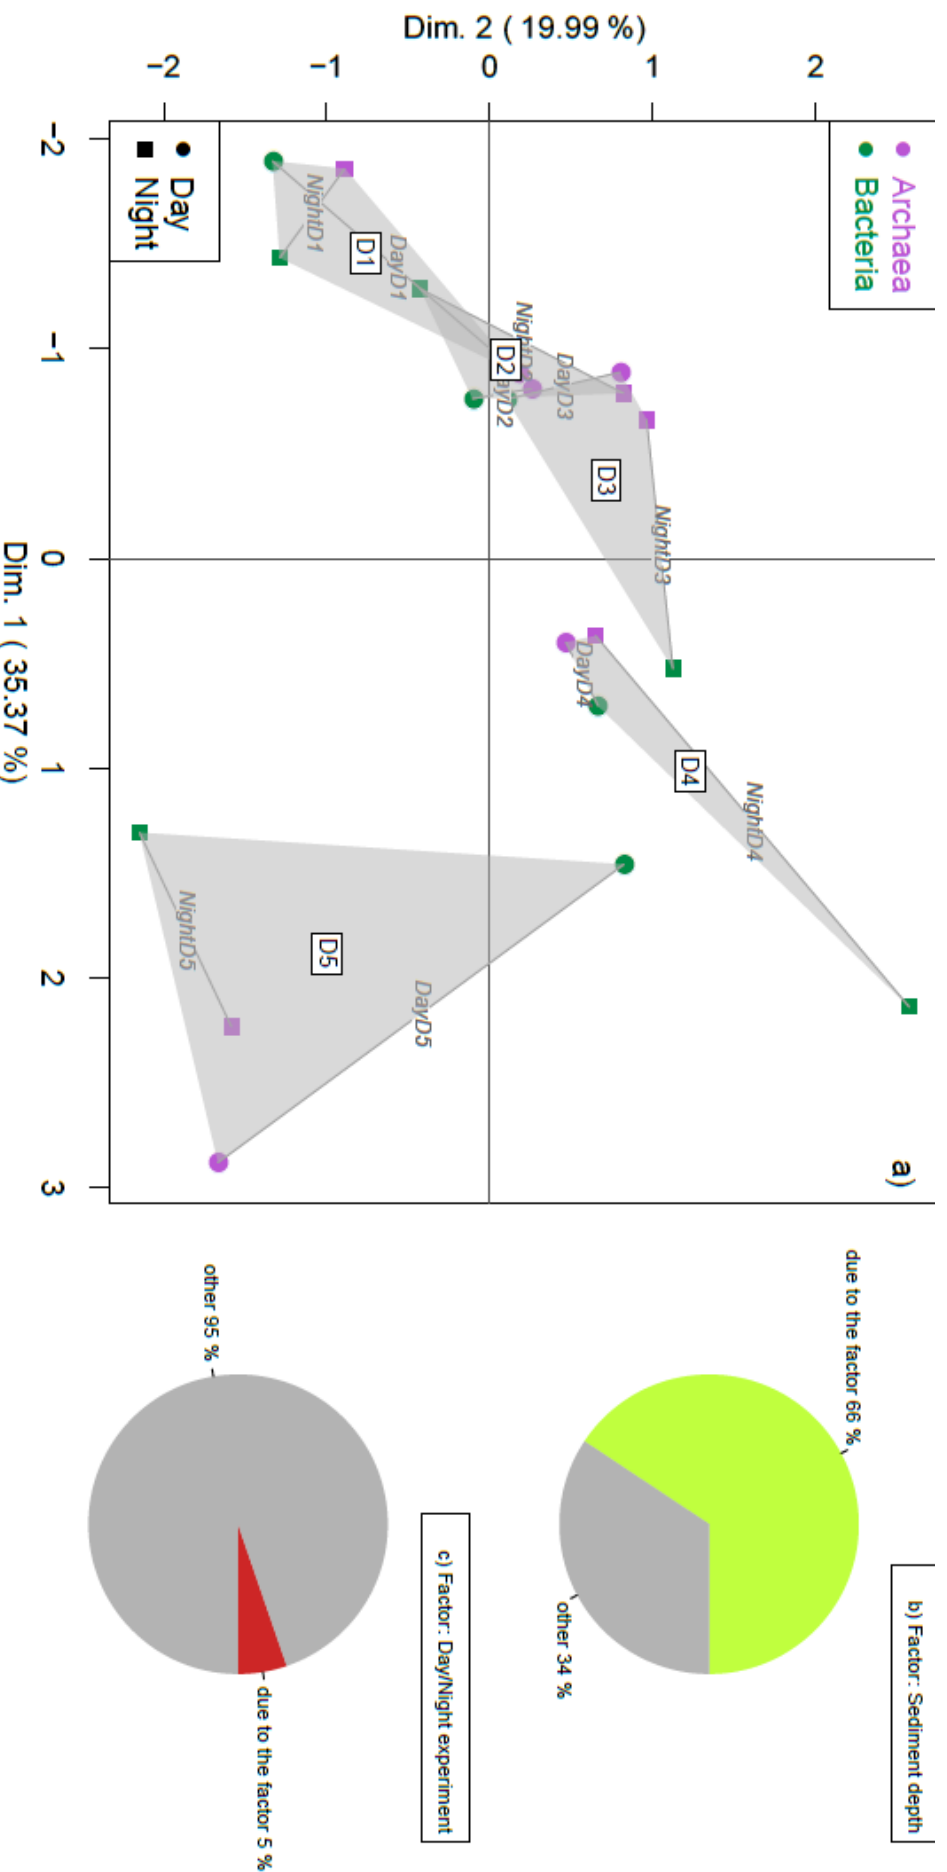 a)
Archaea
Bacteria
Day
Night
Dim. 2 ( 19.99 %)
2
1
0
−1
−2
−2
−1
0
1
2
3
Dim. 1 ( 35.37 %)
NightD4
D4
NightD3
D3
DayD4
DayD3
D2
DayD5
DayD1
D1
NightD1
D5
NightD5
b) Factor: Sediment depth
due to the factor 66 %
other 34 %
c) Factor: Day/Night experiment
other 95 %
due to the factor 5 %